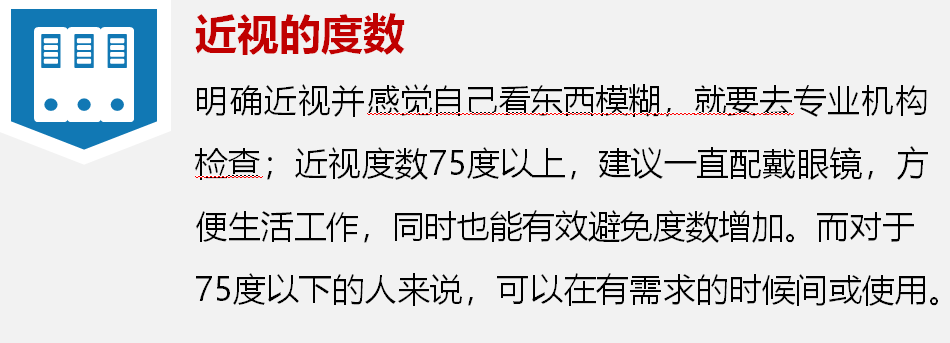 近视的度数
明确近视并感觉自己看东西模糊，就要去专业机构
检查；近视度数75度以上，建议一直配戴眼镜，方
便生活工作，同时也能有效避免度数增加。而对于
75度以下的人来说，可以在有需求的时候间或使用。